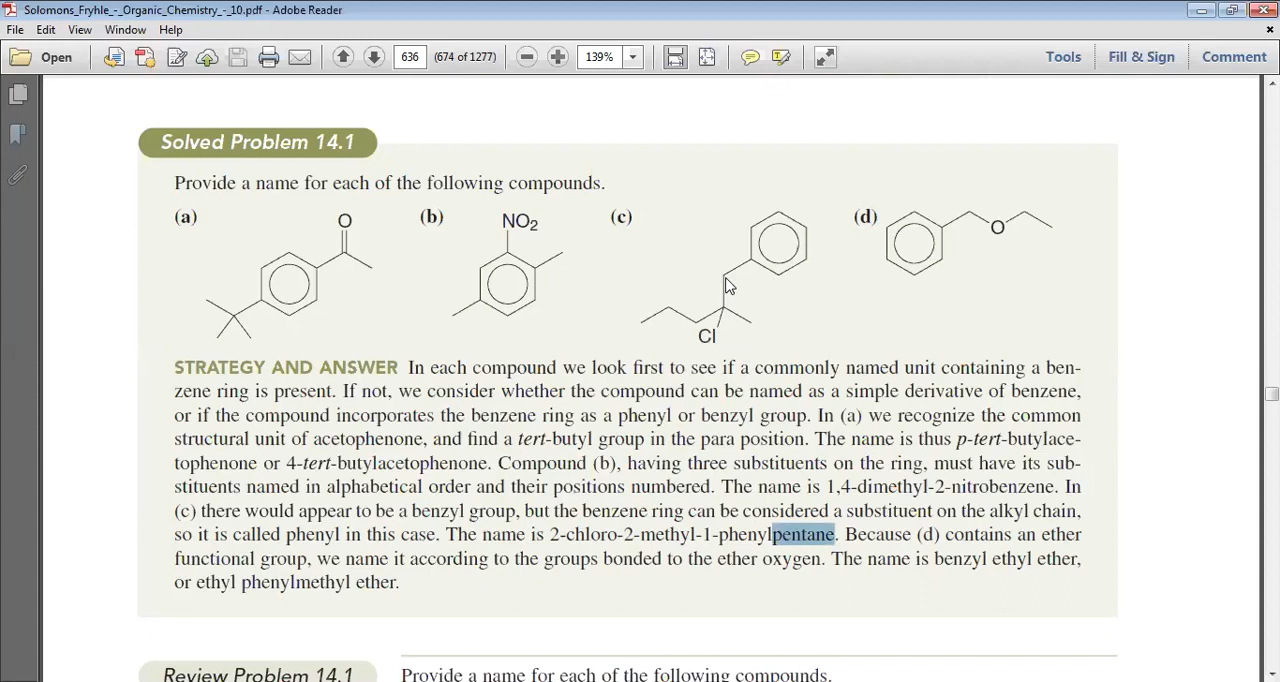 Solomons_Fryhle_-_Organic_Chemistry_-_10.pdf - Adobe Reader
File Edit View Window Help
Open 636 (674 of 1277) 139% Tools Fill & Sign Comment
Solved Problem 14.1
Provide a name for each of the following compounds.
(a) (b) (c) (d)
O NO2 O
Cl
STRATEGY AND ANSWER In each compound we look first to see if a commonly named unit containing a ben-
zene ring is present. If not, we consider whether the compound can be named as a simple derivative of benzene,
or if the compound incorporates the benzene ring as a phenyl or benzyl group. In (a) we recognize the common
structural unit of acetophenone, and find a tert-butyl group in the para position. The name is thus p-tert-butylace-
tophenone or 4-tert-butylacetophenone. Compound (b), having three substituents on the ring, must have its sub-
stituents named in alphabetical order and their positions numbered. The name is 1,4-dimethyl-2-nitrobenzene. In
(c) there would appear to be a benzyl group, but the benzene ring can be considered a substituent on the alkyl chain,
so it is called phenyl in this case. The name is 2-chloro-2-methyl-1-phenylpentane. Because (d) contains an ether
functional group, we name it according to the groups bonded to the ether oxygen. The name is benzyl ethyl ether,
or ethyl phenylmethyl ether.
Review Problem 14.1 Provide a name for each of the following compounds.